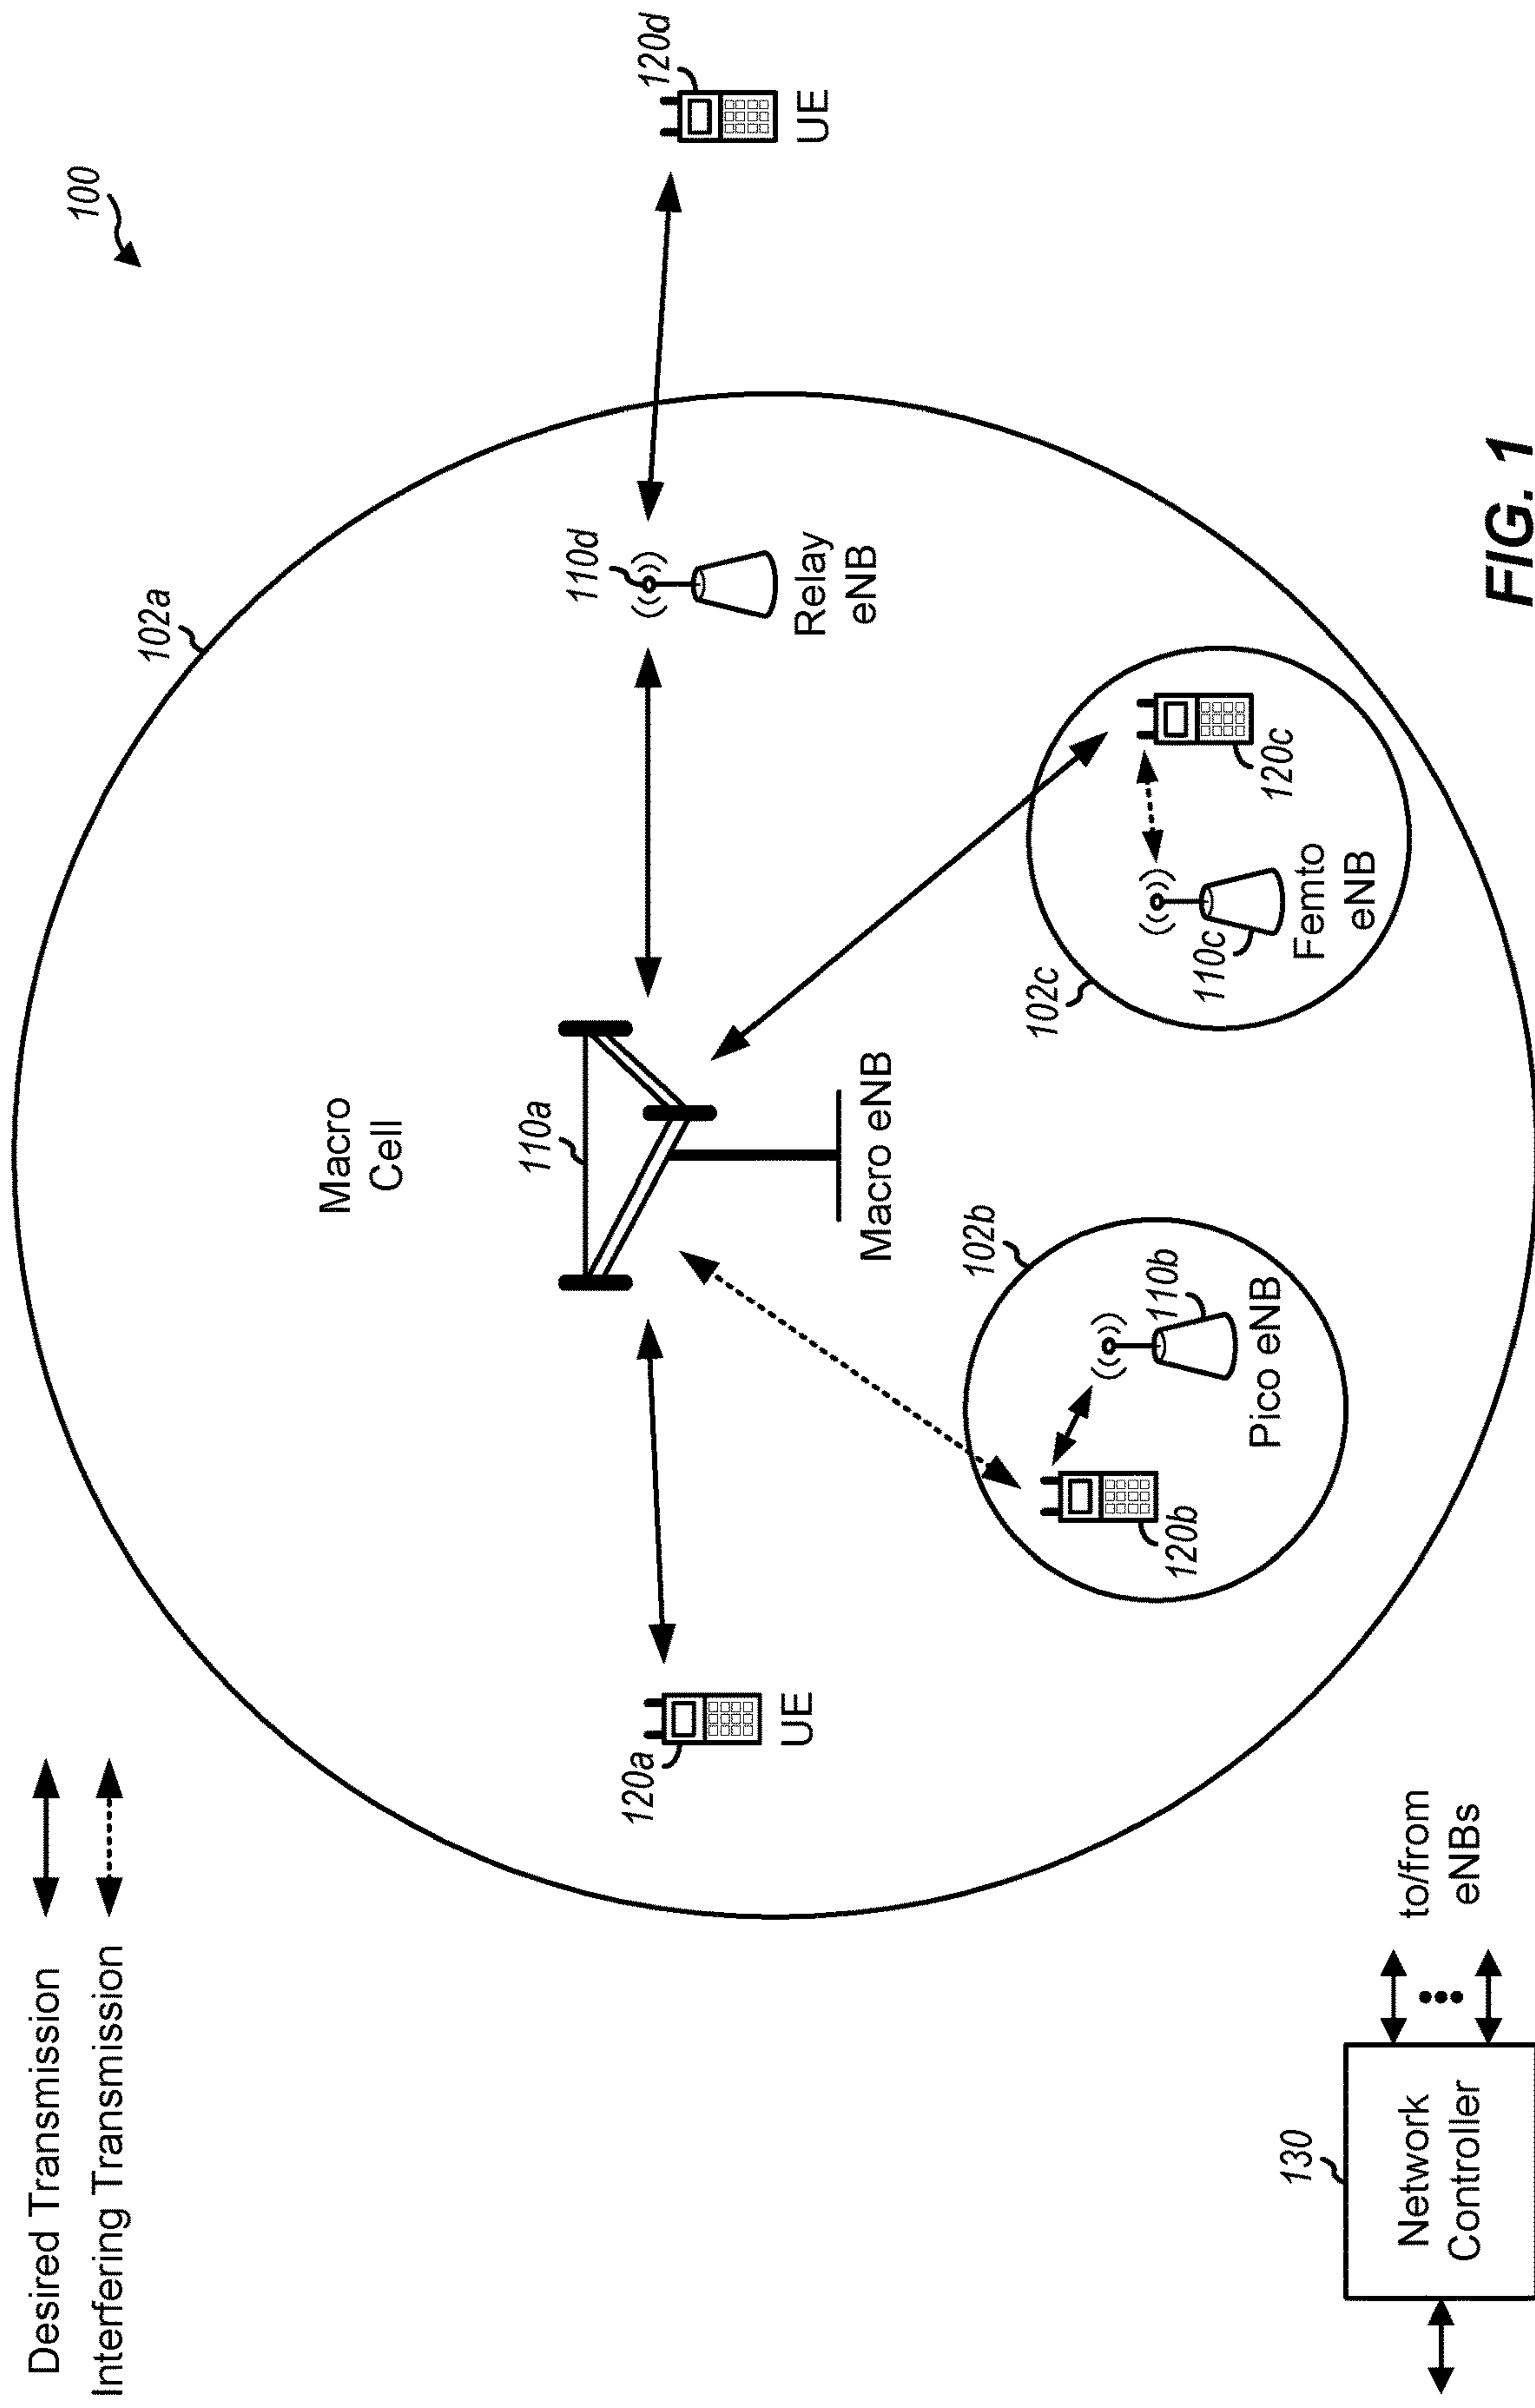 Desired Transmission
Interfering Transmission
100
102a
Macro
Cell
110a
110d
120a
120d
UE
UE
Relay
eNB
Macro eNB
102b
102c
110b
120b
Pico eNB
110c
120c
Femto
eNB
130
Network
Controller
to/from
eNBs
FIG. 1